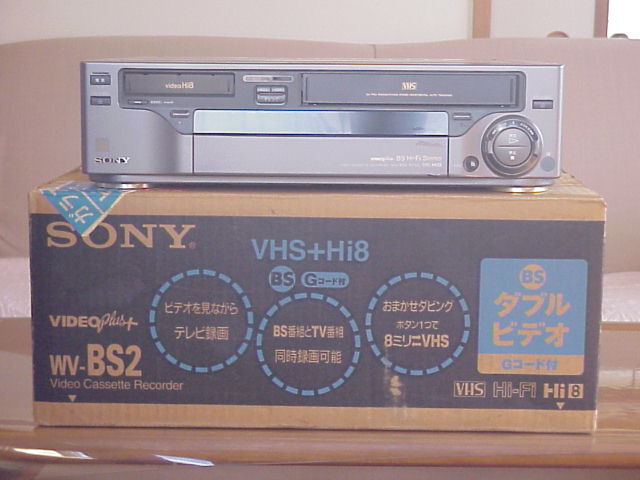 video Hi8
VHS
SONY
BS Hi-Fi Stereo
SONY
VHS+Hi8
BS Gコード付
VIDEO plus+
WV-BS2
Video Cassette Recorder
ビデオを見ながら
テレビ録画
BS番組とTV番組
同時録画可能
おまかせダビング
ボタン1つで
8ミリ⇔VHS
BS
ダブル
ビデオ
Gコード付
VHS Hi-Fi Hi8